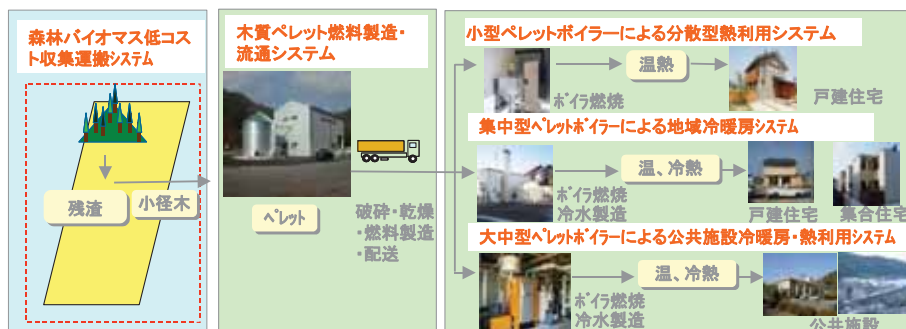 森林バイオマス低コス
ト収集運搬システム
残渣
小径木
木質ペレット燃料製造・
流通システム
ペレット
破砕・乾燥
・燃料製造
・配送
小型ペレットボイラーによる分散型熱利用システム
ボイラ燃焼
温熱
戸建住宅
集中型ペレットボイラーによる地域冷暖房システム
ボイラ燃焼
冷水製造
温、冷熱
戸建住宅
集合住宅
大中型ペレットボイラーによる公共施設冷暖房・熱利用システム
ボイラ燃焼
冷水製造
温、冷熱
公共施設